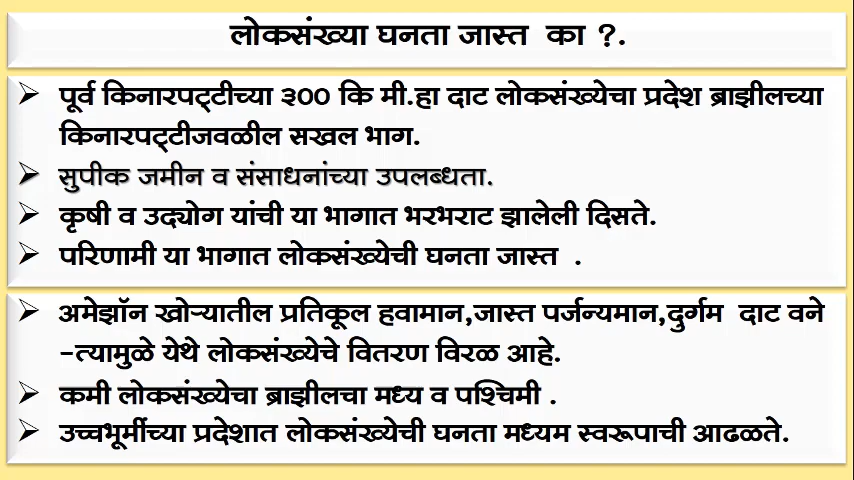 लोकसंख्या घनता जास्त का ?.
➢ पूर्व किनारपट्टीच्या ३०० कि मी.हा दाट लोकसंख्येचा प्रदेश ब्राझीलच्या
किनारपट्टीजवळील सखल भाग.
➢ सुपीक जमीन व संसाधनांच्या उपलब्धता.
➢ कृषी व उद्योग यांची या भागात भरभराट झालेली दिसते.
➢ परिणामी या भागात लोकसंख्येची घनता जास्त .
➢ अमेझॉन खोऱ्यातील प्रतिकूल हवामान,जास्त पर्जन्यमान,दुर्गम दाट वने
-त्यामुळे येथे लोकसंख्येचे वितरण विरळ आहे.
➢ कमी लोकसंख्येचा ब्राझीलचा मध्य व पश्चिमी .
➢ उच्चभूमींच्या प्रदेशात लोकसंख्येची घनता मध्यम स्वरूपाची आढळते.